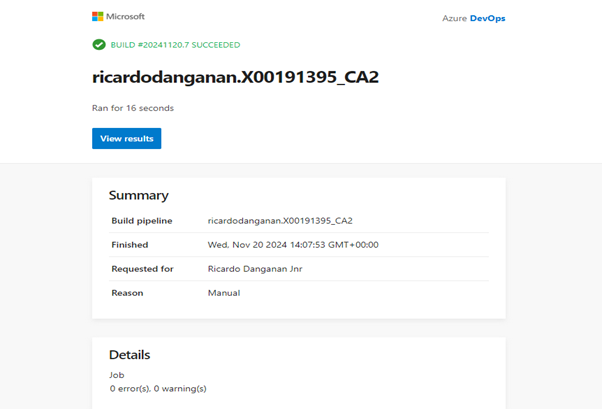 Microsoft
Azure DevOps
BUILD #20241120.7 SUCCEEDED
ricardodanganan.X00191395_CA2
Ran for 16 seconds
View results
Summary
Build pipeline ricardodanganan.X00191395_CA2
Finished Wed, Nov 20 2024 14:07:53 GMT+00:00
Requested for Ricardo Danganan Jnr
Reason Manual
Details
Job
0 error(s), 0 warning(s)